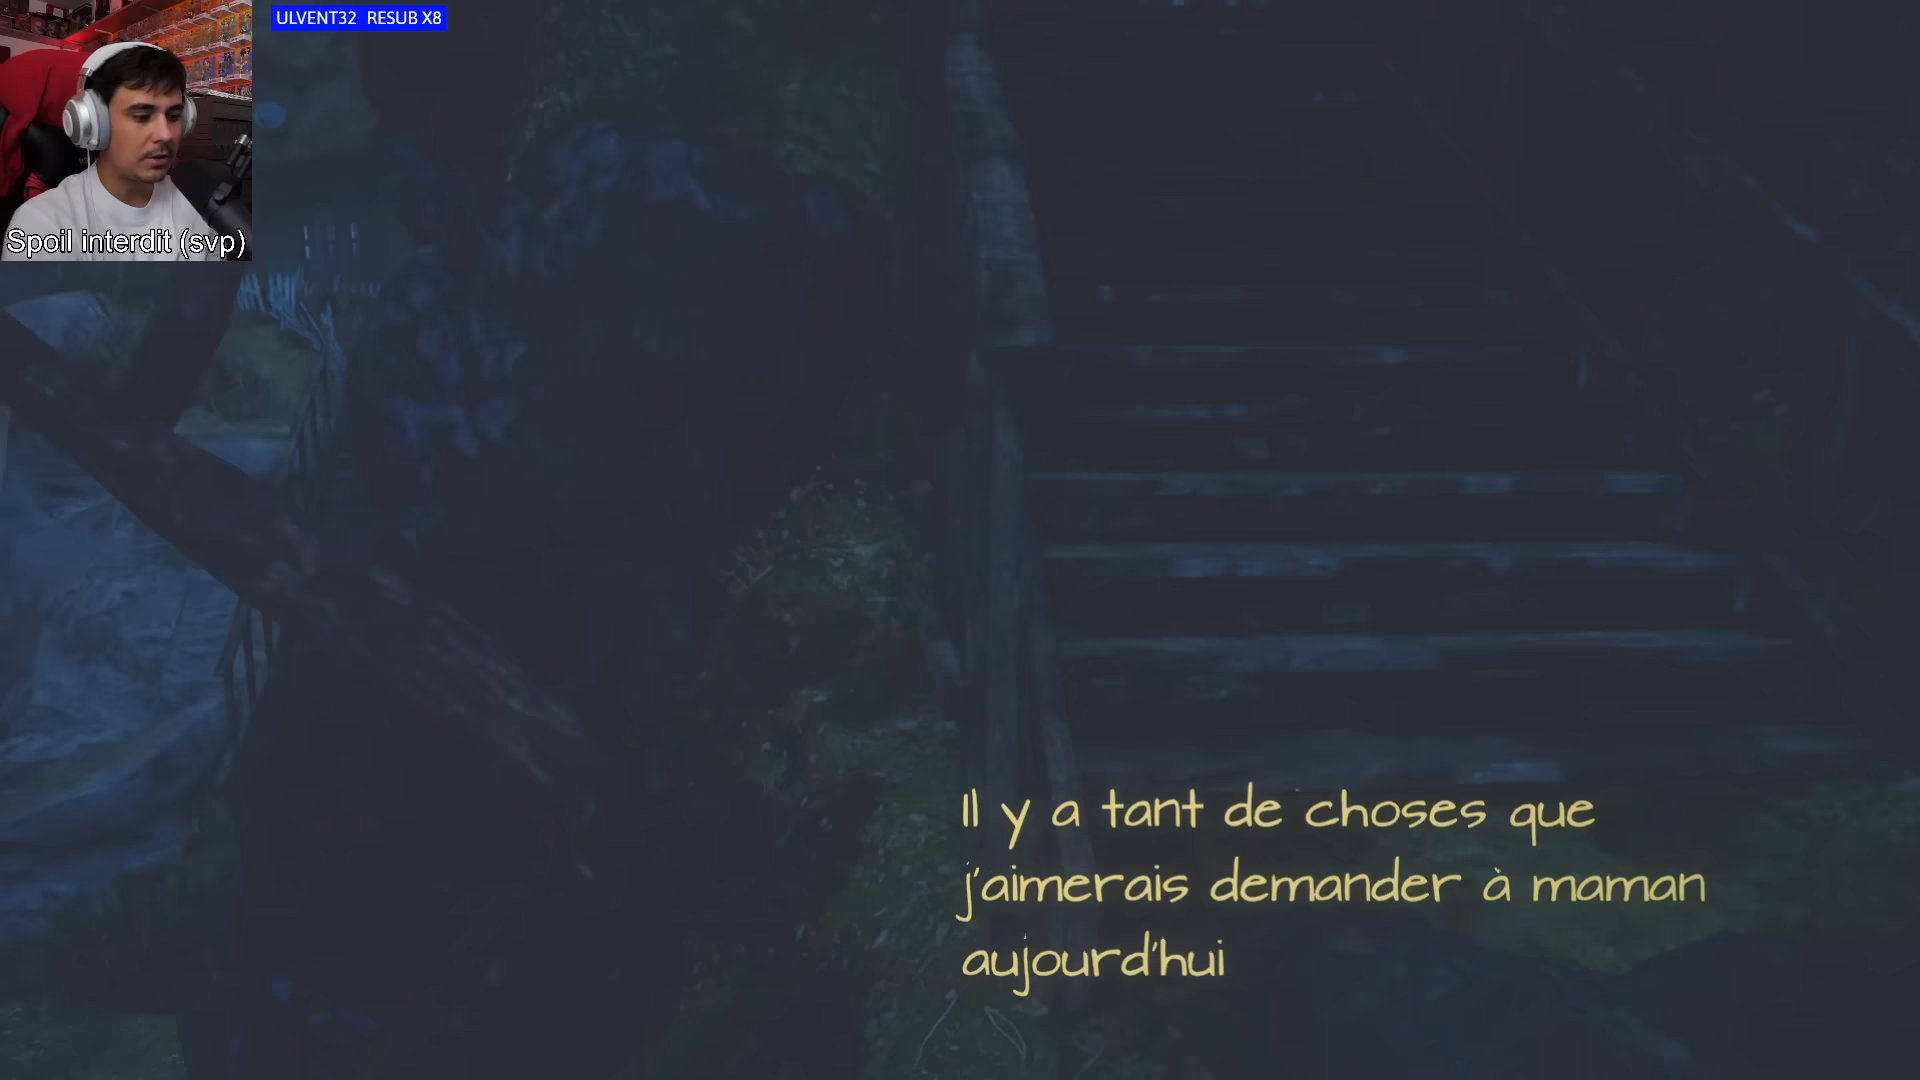 ULVENT32 RESUB X8
Spoil interdit (svp)
Il y a tant de choses que
j'aimerais demander à maman
aujourd'hui